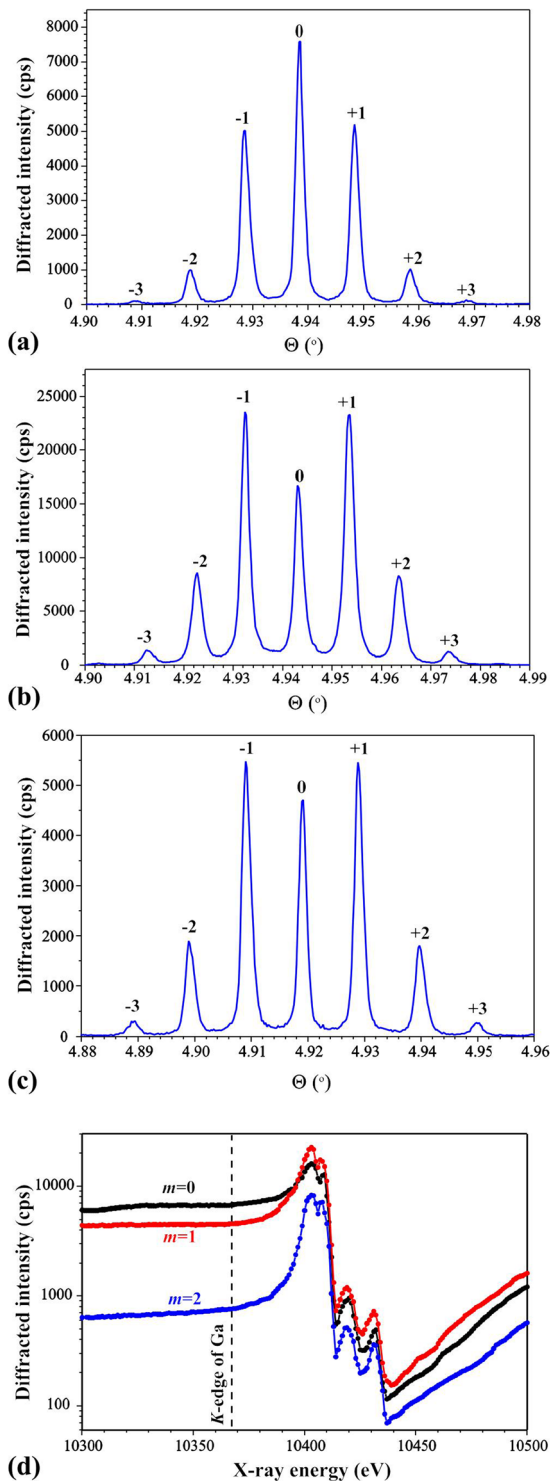 8000
7000
6000
5000
4000
3000
2000
1000
0
Diffracted intensity (cps)
-3
-2
-1
0
+1
+2
+3
4.90 4.91 4.92 4.93 4.94 4.95 4.96 4.97 4.98
(a)
Θ (°)
25000
20000
15000
10000
5000
0
Diffracted intensity (cps)
-3
-2
-1
0
+1
+2
+3
4.90 4.91 4.92 4.93 4.94 4.95 4.96 4.97 4.98 4.99
(b)
Θ (°)
6000
5000
4000
3000
2000
1000
0
Diffracted intensity (cps)
-3
-2
-1
0
+1
+2
+3
4.88 4.89 4.90 4.91 4.92 4.93 4.94 4.95 4.96
(c)
Θ (°)
10000
1000
100
Diffracted intensity (cps)
m=0
m=1
m=2
K-edge of Ga
10300 10350 10400 10450 10500
(d)
X-ray energy (eV)